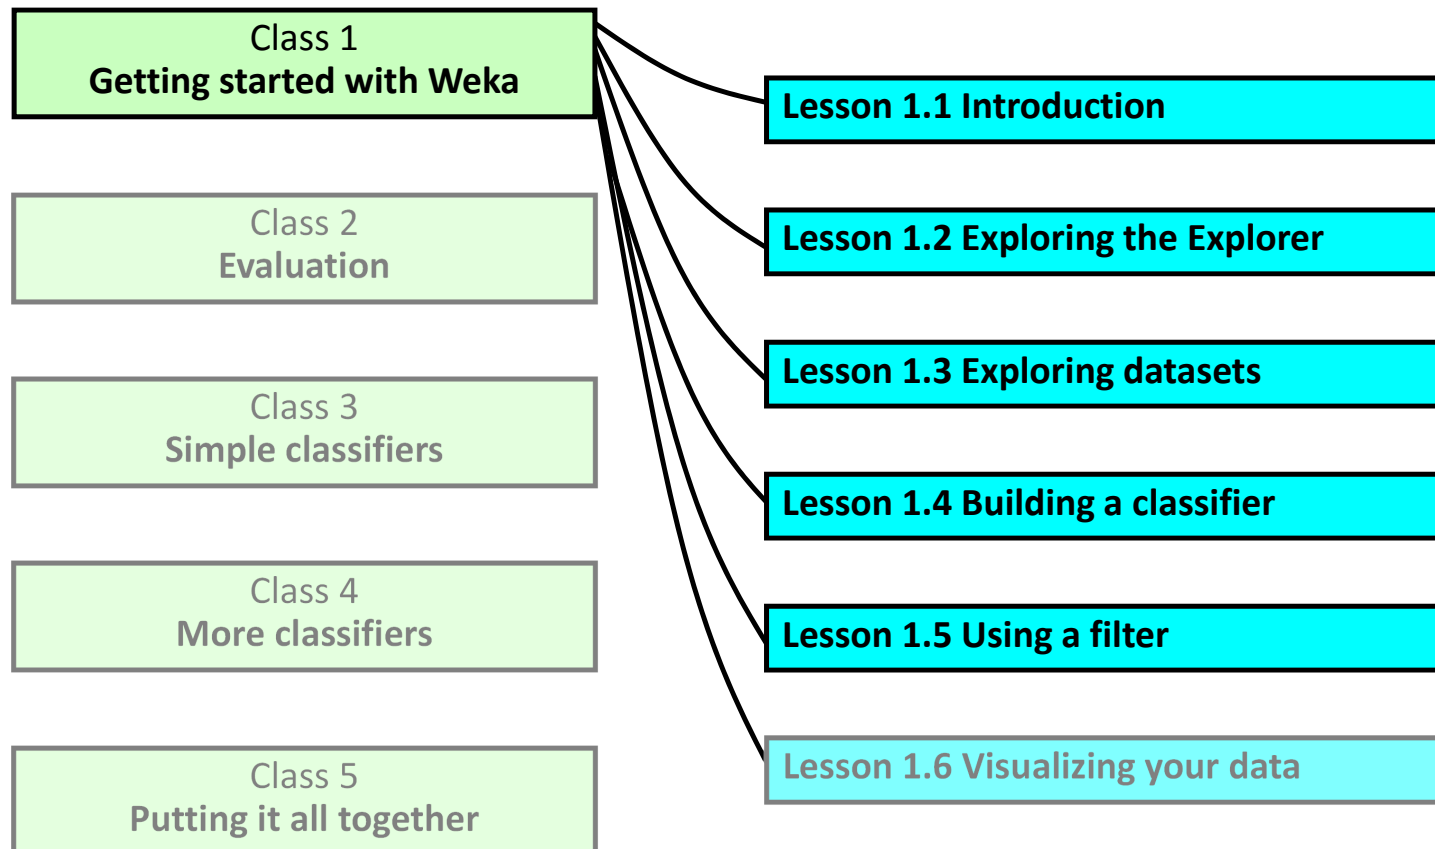 Class 1
Getting started with Weka
Lesson 1.1 Introduction
Class 2
Evaluation
Lesson 1.2 Exploring the Explorer
Lesson 1.3 Exploring datasets
Class 3
Simple classifiers
Lesson 1.4 Building a classifier
Class 4
More classifiers
Lesson 1.5 Using a filter
Lesson 1.6 Visualizing your data
Class 5
Putting it all together